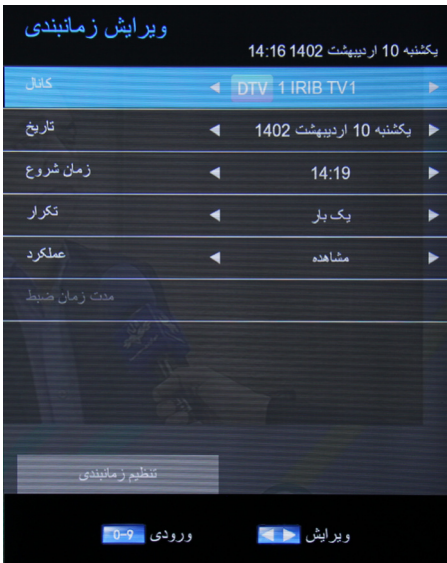 ویرایش زمانبندی
یکشنبه 10 اردیبهشت 1402 14:16
کانال DTV 1 IRIB TV1
تاریخ یکشنبه 10 اردیبهشت 1402
زمان شروع 14:19
تکرار یک بار
عملکرد مشاهده
مدت زمان ضبط
تنظیم زمانبندی
ویرایش ورودی 0-9